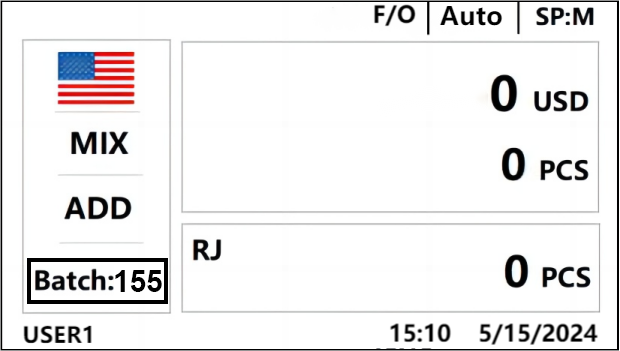 F/O | Auto | SP:M
MIX
ADD
Batch:155
0 USD
0 PCS
RJ
0 PCS
USER1
15:10 5/15/2024